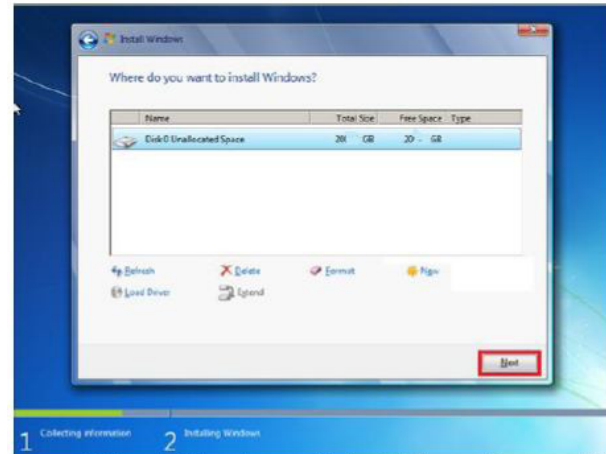 Install Windows
Where do you want to install Windows?
Name Total Size Free Space Type
Disk 0 Unallocated Space GB GB
Refresh Delete Format New
Load Driver Extend
Next
1 Collecting information 2 Installing Windows